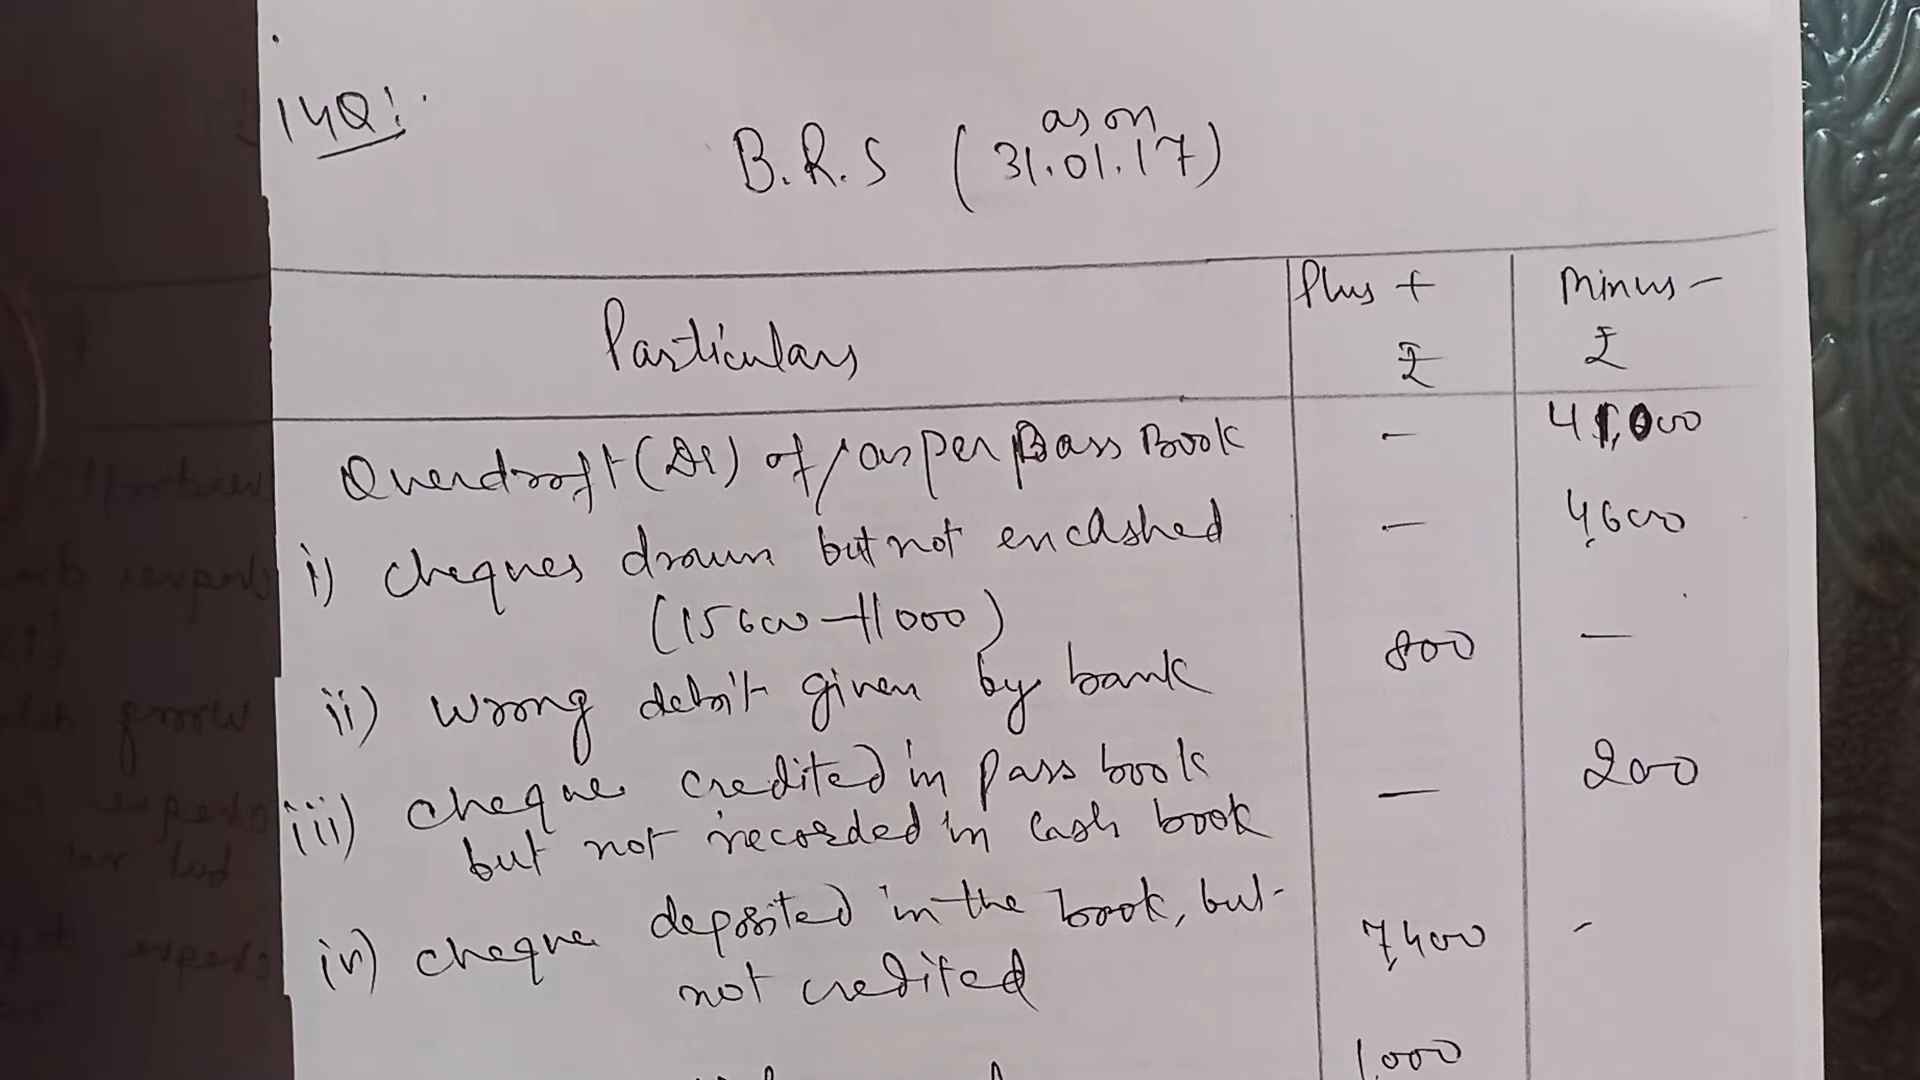 14Q!
B.R.S ( as on 31.01.17)
Particulars Plus + ₹ Minus - ₹
Overdraft (Dr) of / as per Pass Book - 41,000
i) cheques drawn but not encashed - 4,600
(15600-11000)
ii) wrong debit given by bank 800 -
iii) cheque credited in pass book
but not recorded in cash book - 200
iv) cheque deposited in the book, but
not credited 7,400 -
1,000